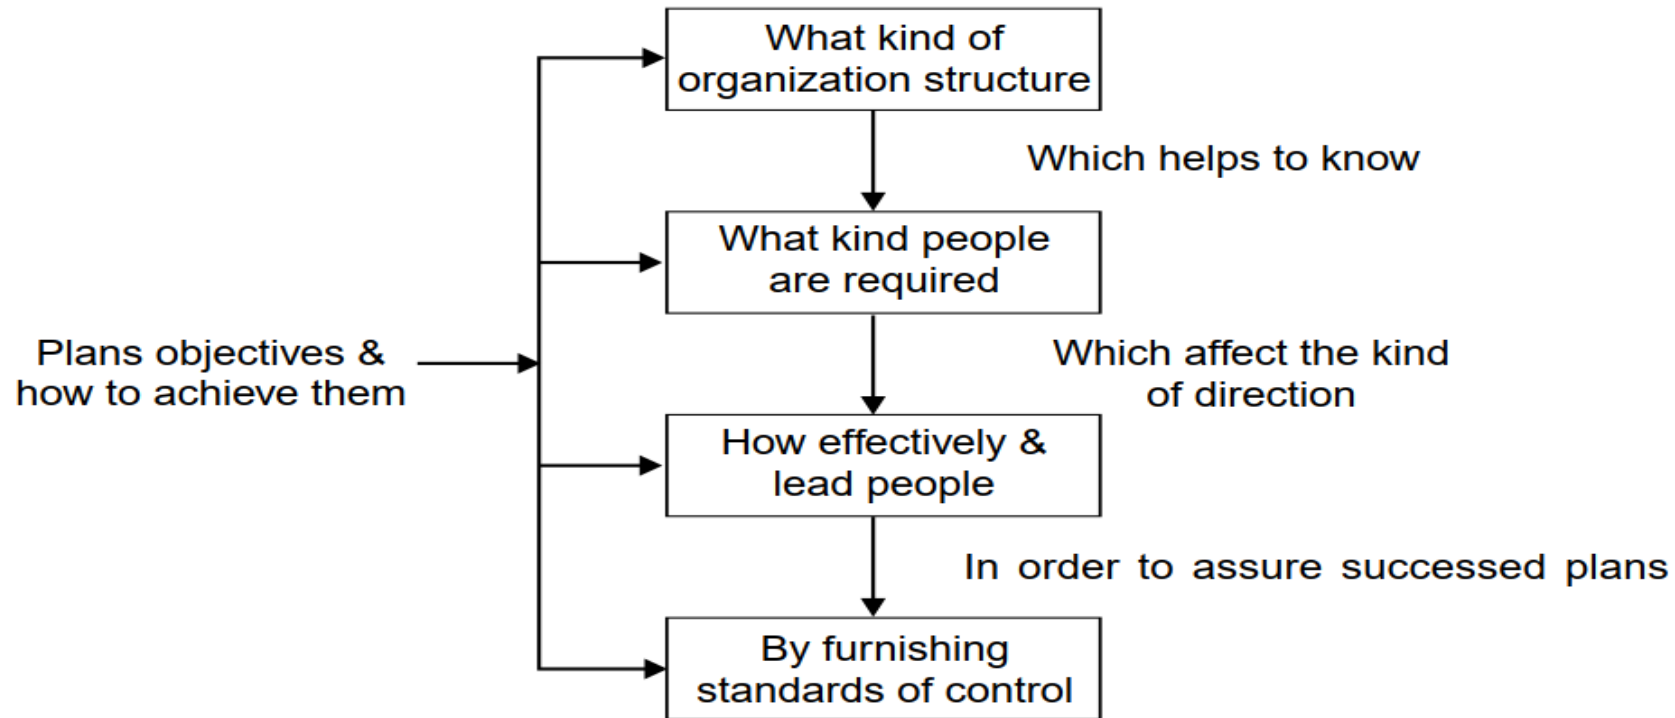 What kind of
organization structure
Which helps to know
What kind people
are required
Plans objectives &
how to achieve them
Which affect the kind
of direction
How effectively &
lead people
In order to assure successed plans
By furnishing
standards of control